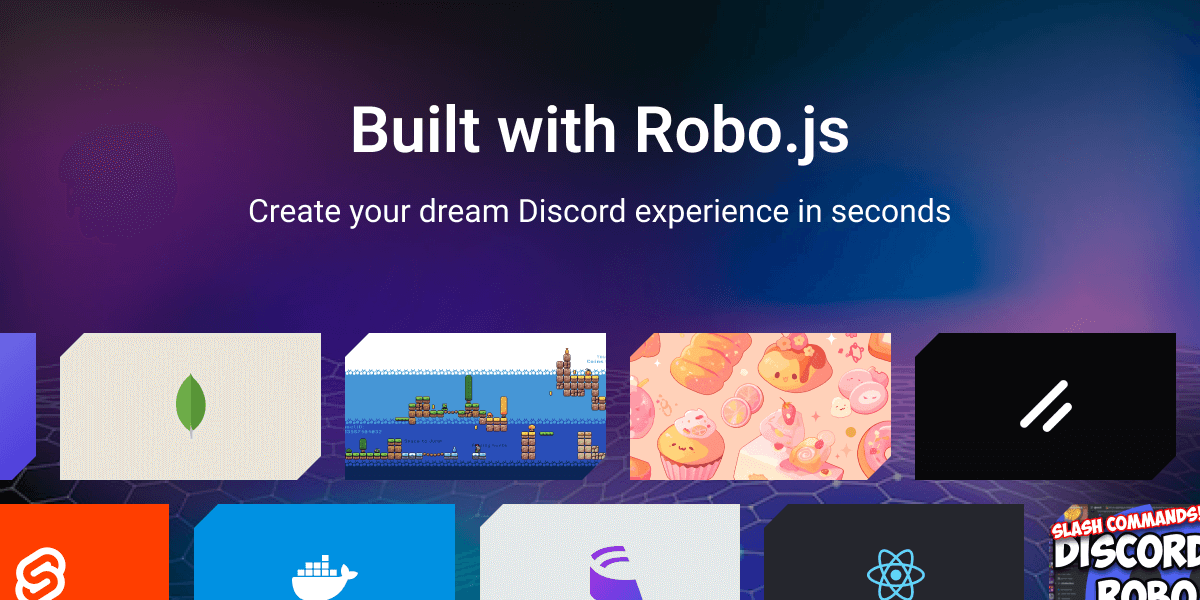 Built with Robo.js
Create your dream Discord experience in seconds
SLASH COMMANDS!
DISCORD
ROBO